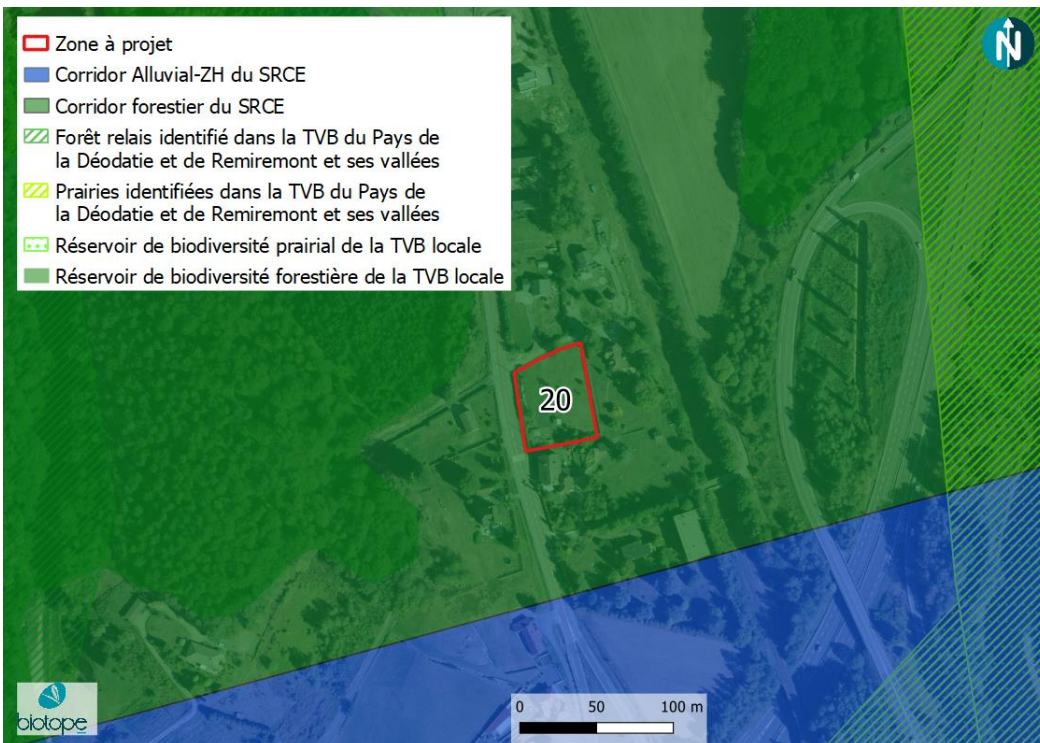 Zone à projet
Corridor Alluvial-ZH du SRCE
Corridor forestier du SRCE
Forêt relais identifié dans la TVB du Pays de
la Déodatie et de Remiremont et ses vallées
Prairies identifiées dans la TVB du Pays de
la Déodatie et de Remiremont et ses vallées
Réservoir de biodiversité prairial de la TVB locale
Réservoir de biodiversité forestière de la TVB locale
N
20
biotope
0 50 100 m